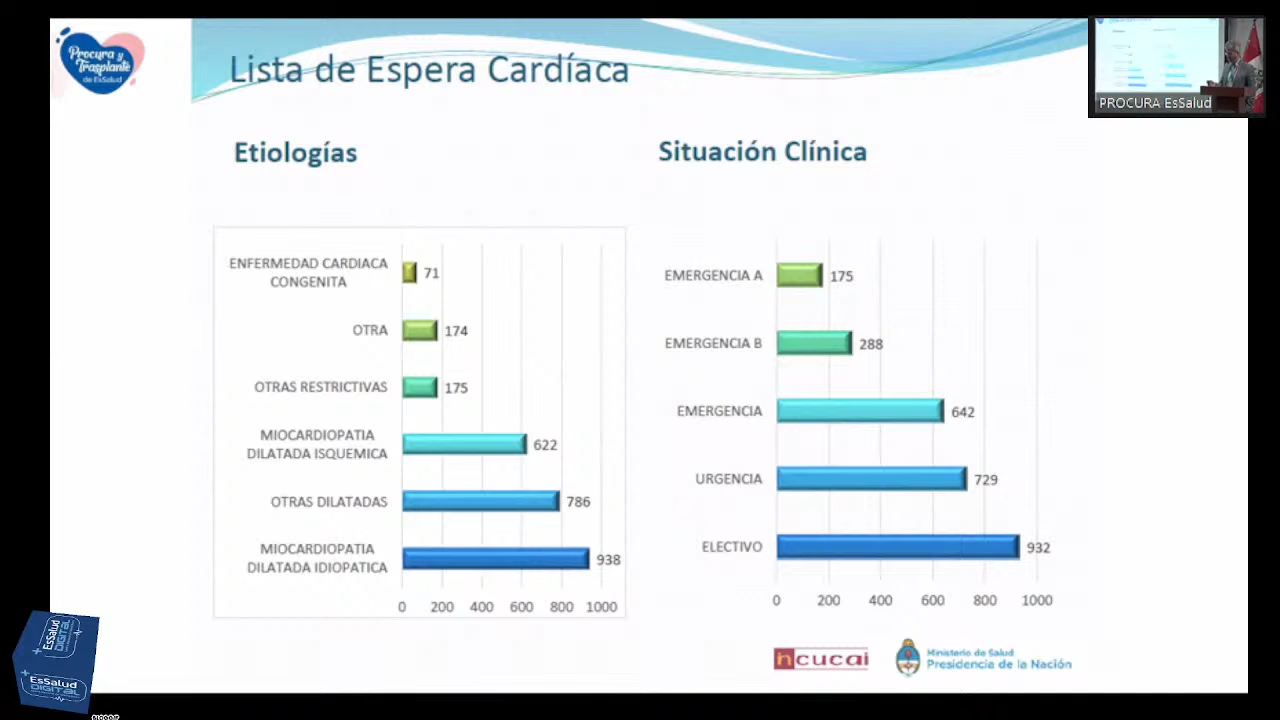 Procura y
Trasplante
de EsSalud
Lista de Espera Cardíaca
PROCURA EsSalud
Etiologías
ENFERMEDAD CARDIACA
CONGENITA
71
OTRA
174
OTRAS RESTRICTIVAS
175
MIOCARDIOPATIA
DILATADA ISQUEMICA
622
OTRAS DILATADAS
786
MIOCARDIOPATIA
DILATADA IDIOPATICA
938
0 200 400 600 800 1000
Situación Clínica
EMERGENCIA A
175
EMERGENCIA B
288
EMERGENCIA
642
URGENCIA
729
ELECTIVO
932
0 200 400 600 800 1000
incucai
Ministerio de Salud
Presidencia de la Nación
EsSalud
DIGITAL
EsSalud
DIGITAL